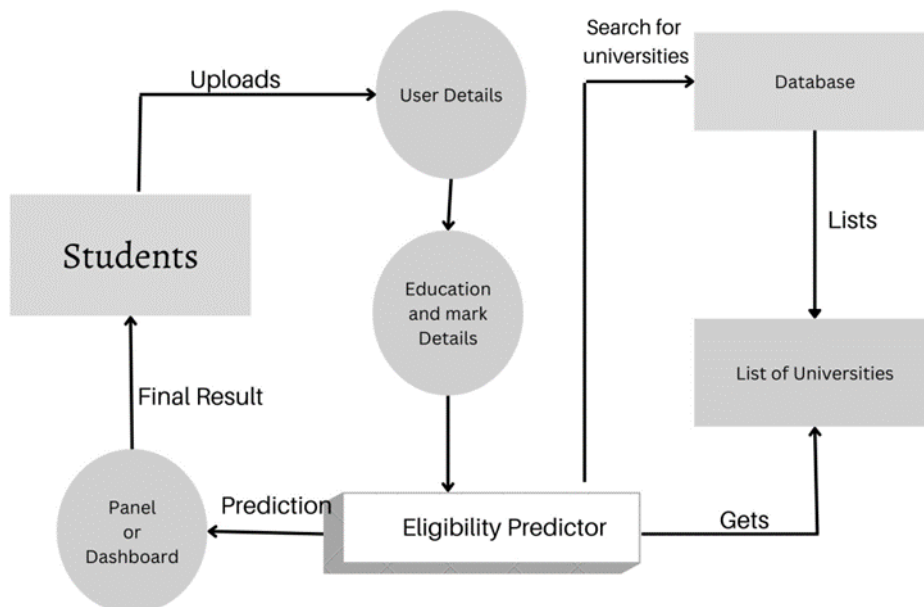 Search for
universities
Uploads
User Details
Database
Students
Lists
Education
and mark
Details
List of Universities
Final Result
Prediction
Eligibility Predictor
Gets
Panel
or
Dashboard